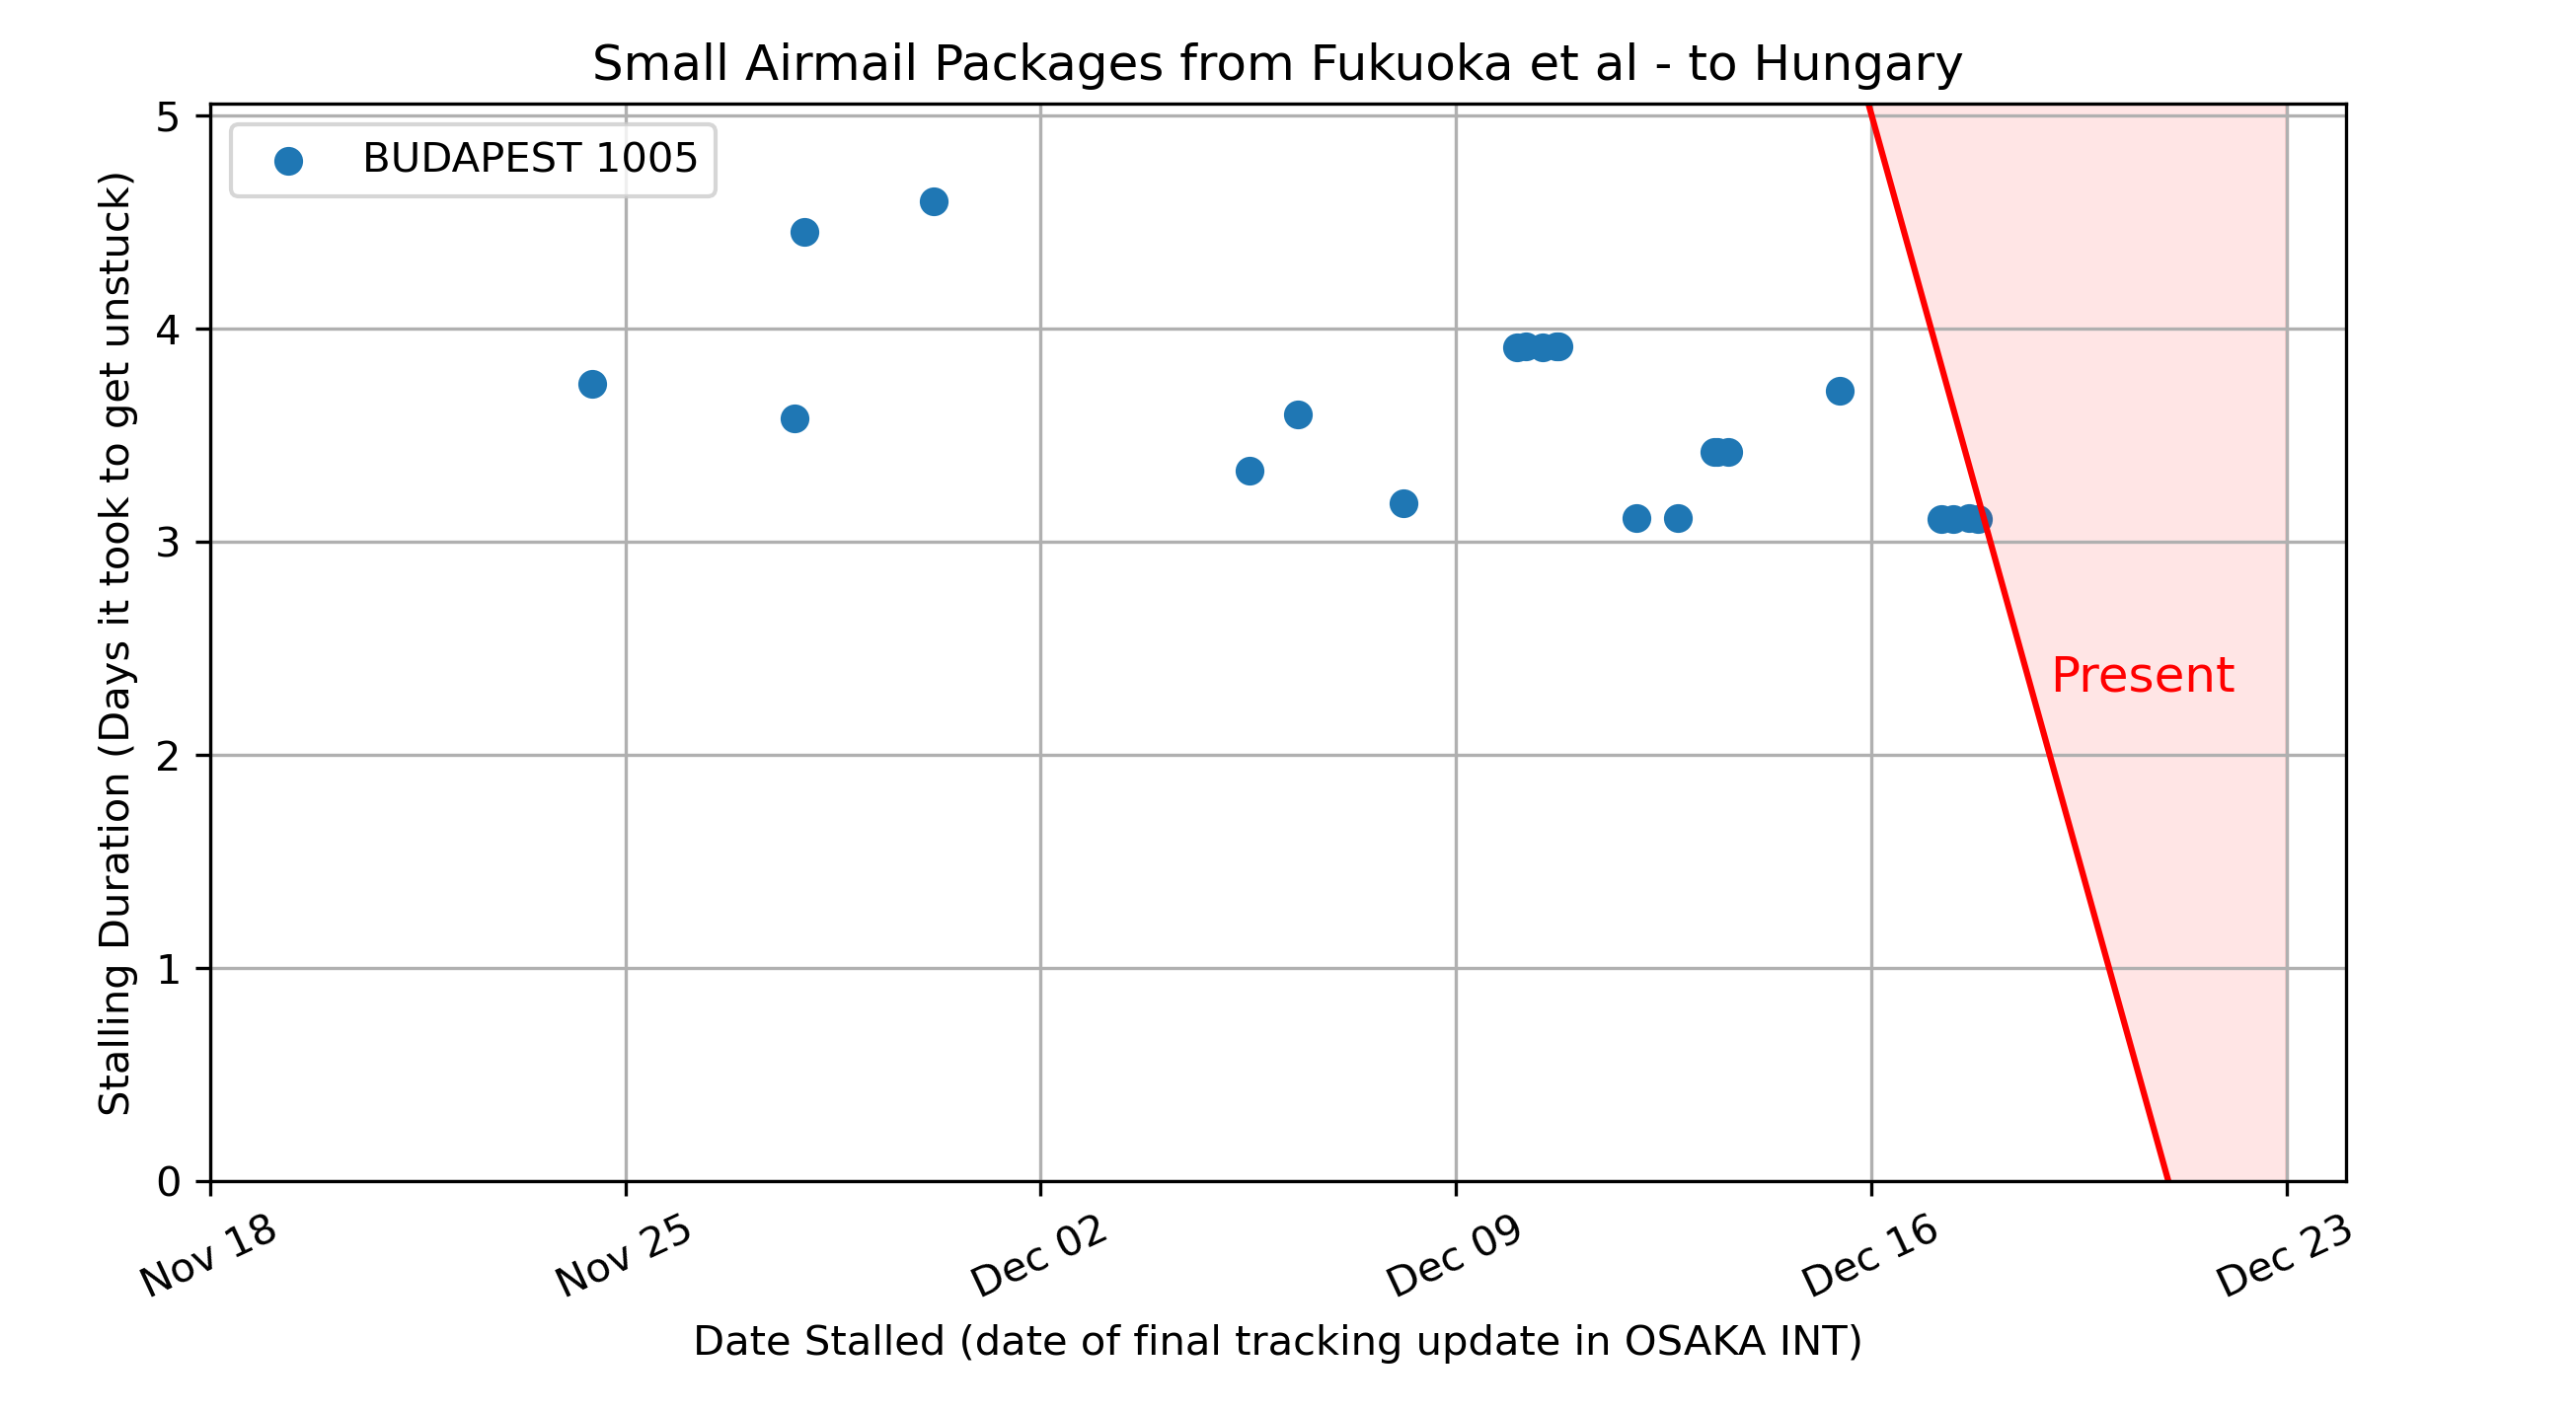 Small Airmail Packages from Fukuoka et al - to Hungary
BUDAPEST 1005
Stalling Duration (Days it took to get unstuck)
5
4
3
2
1
0
Present
Nov 18
Nov 25
Dec 02
Dec 09
Dec 16
Dec 23
Date Stalled (date of final tracking update in OSAKA INT)